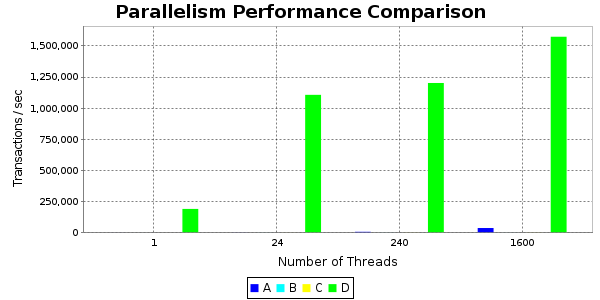 Parallelism Performance Comparison
Transactions / sec
1,500,000
1,250,000
1,000,000
750,000
500,000
250,000
0
1 24 240 1600
Number of Threads
A B C D